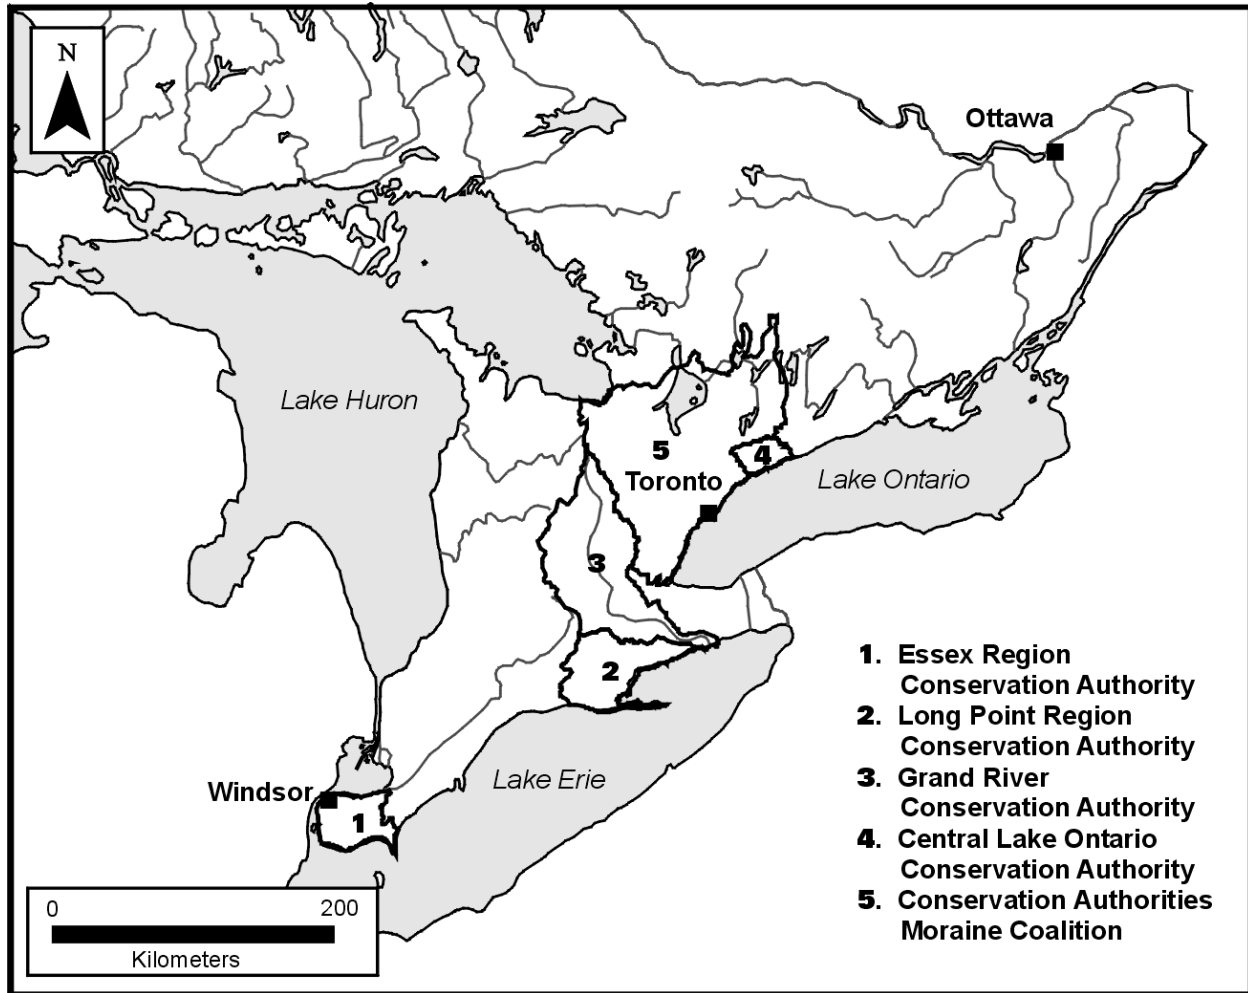 N
Ottawa
Lake Huron
5
4
Toronto
Lake Ontario
3
1. Essex Region
Conservation Authority
2
2. Long Point Region
Conservation Authority
Lake Erie
3. Grand River
Conservation Authority
Windsor
1
4. Central Lake Ontario
Conservation Authority
5. Conservation Authorities
Moraine Coalition
0 200
Kilometers